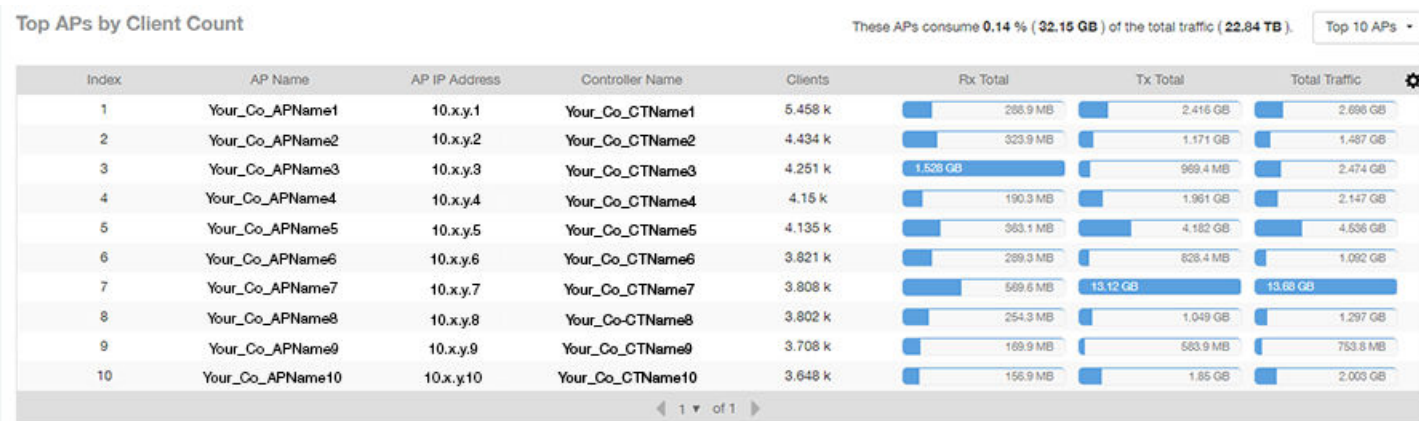 Top APs by Client Count
These APs consume 0.14 % ( 32.15 GB ) of the total traffic ( 22.84 TB ). Top 10 APs
Index AP Name AP IP Address Controller Name Clients Rx Total Tx Total Total Traffic
1 Your_Co_APName1 10.x.y.1 Your_Co_CTName1 5.458 k 288.9 MB 2.416 GB 2.698 GB
2 Your_Co_APName2 10.x.y.2 Your_Co_CTName2 4.434 k 323.9 MB 1.171 GB 1.487 GB
3 Your_Co_APName3 10.x.y.3 Your_Co_CTName3 4.251 k 1.528 GB 969.4 MB 2.474 GB
4 Your_Co_APName4 10.x.y.4 Your_Co_CTName4 4.15 k 190.3 MB 1.961 GB 2.147 GB
5 Your_Co_APName5 10.x.y.5 Your_Co_CTName5 4.135 k 363.1 MB 4.182 GB 4.536 GB
6 Your_Co_APName6 10.x.y.6 Your_Co_CTName6 3.821 k 289.3 MB 828.4 MB 1.092 GB
7 Your_Co_APName7 10.x.y.7 Your_Co_CTName7 3.808 k 569.6 MB 13.12 GB 13.68 GB
8 Your_Co_APName8 10.x.y.8 Your_Co-CTName8 3.802 k 254.3 MB 1.049 GB 1.297 GB
9 Your_Co_APName9 10.x.y.9 Your_Co_CTName9 3.708 k 169.9 MB 583.9 MB 753.8 MB
10 Your_Co_APName10 10.x.y.10 Your_Co_CTName10 3.648 k 156.9 MB 1.85 GB 2.003 GB
1 of 1